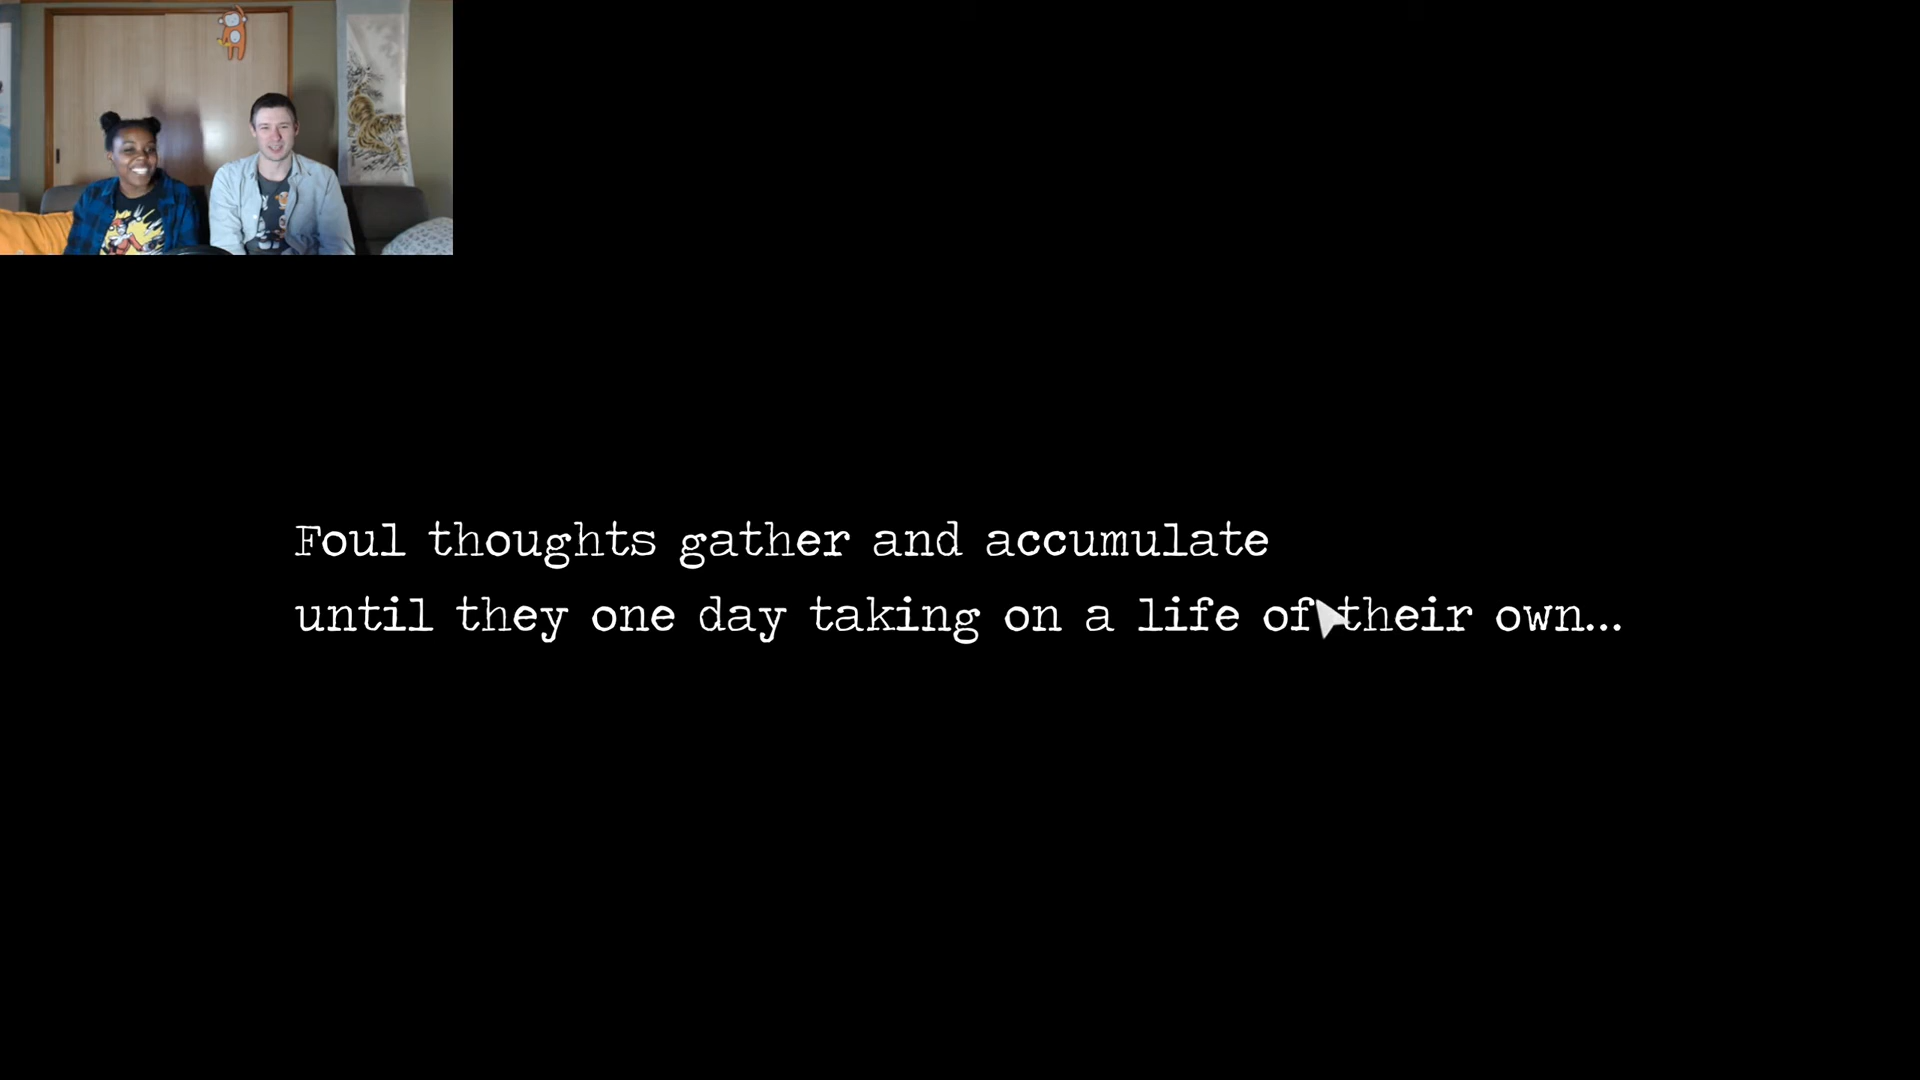 Foul thoughts gather and accumulate
until they one day taking on a life of their own...